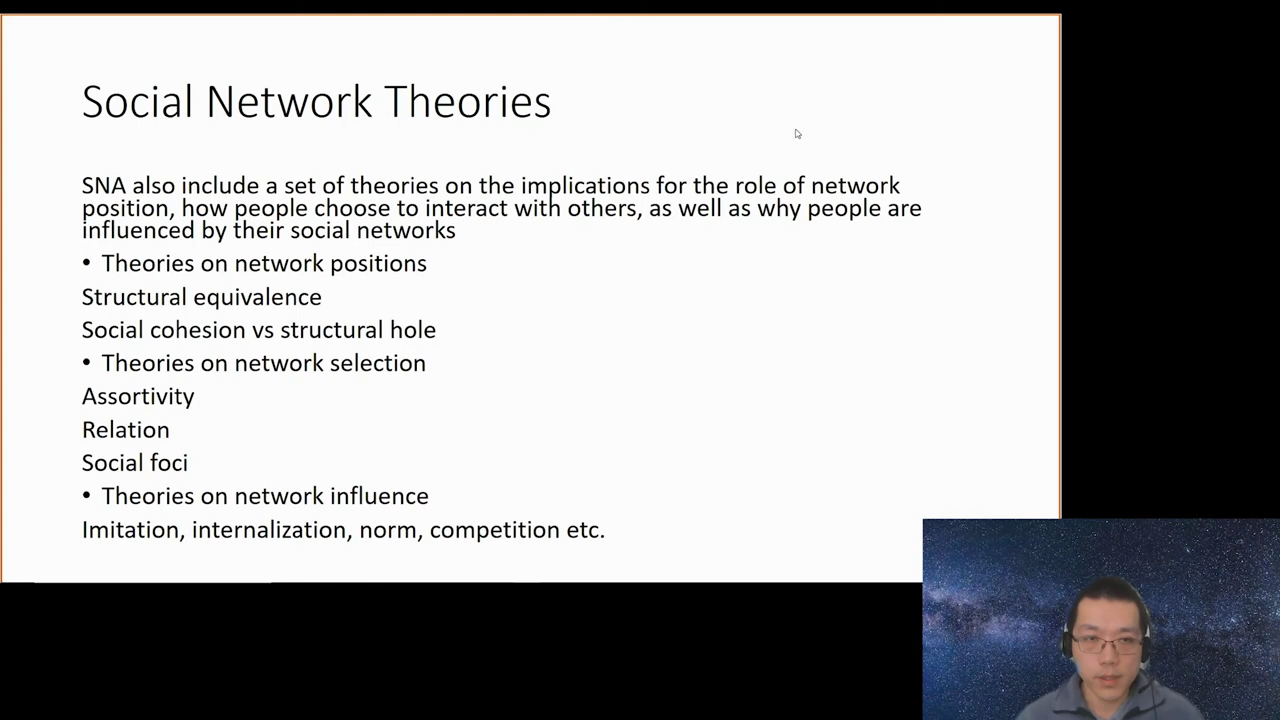 Social Network Theories
SNA also include a set of theories on the implications for the role of network
position, how people choose to interact with others, as well as why people are
influenced by their social networks
• Theories on network positions
Structural equivalence
Social cohesion vs structural hole
• Theories on network selection
Assortivity
Relation
Social foci
• Theories on network influence
Imitation, internalization, norm, competition etc.